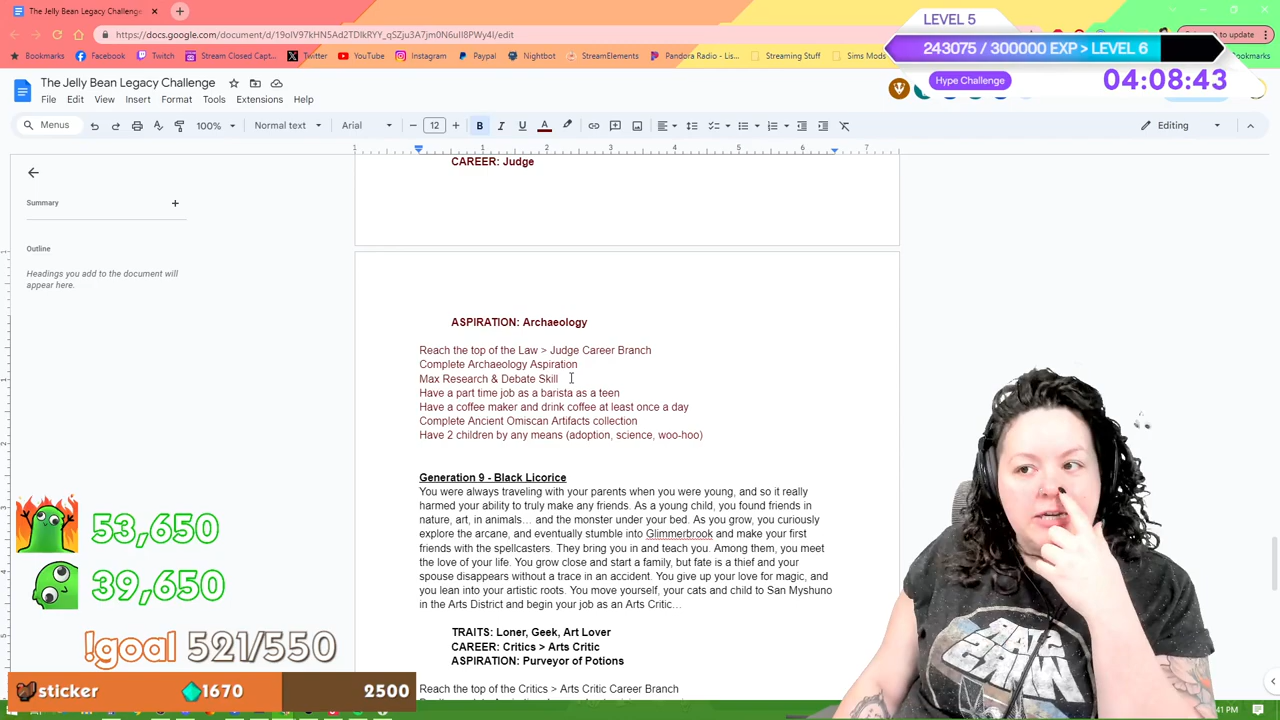 The Jelly Bean Legacy Challeng
https://docs.google.com/document/d/19oIV97kHN5Ad2TDlkRYY_qSZju3A7jm0N6uIl8PWy4I/edit
Bookmarks
Facebook
Twitch
Stream Closed Capt...
Twitter
YouTube
Instagram
Paypal
Nightbot
StreamElements
Pandora Radio - Lis...
Streaming Stuff
Sims Mods
LEVEL 5
243075 / 300000 EXP > LEVEL 6
Hype Challenge
04:08:43
The Jelly Bean Legacy Challenge
File Edit View Insert Format Tools Extensions Help
Menus
100%
Normal text
Arial
12
B I U A
Editing
1 1 2 3 4 5 6 7
Summary
Outline
Headings you add to the document will
appear here.
CAREER: Judge
ASPIRATION: Archaeology
Reach the top of the Law > Judge Career Branch
Complete Archaeology Aspiration
Max Research & Debate Skill
Have a part time job as a barista as a teen
Have a coffee maker and drink coffee at least once a day
Complete Ancient Omiscan Artifacts collection
Have 2 children by any means (adoption, science, woo-hoo)
Generation 9 - Black Licorice
You were always traveling with your parents when you were young, and so it really
harmed your ability to truly make any friends. As a young child, you found friends in
nature, art, in animals… and the monster under your bed. As you grow, you curiously
explore the arcane, and eventually stumble into Glimmerbrook and make your first
friends with the spellcasters. They bring you in and teach you. Among them, you meet
the love of your life. You grow close and start a family, but fate is a thief and your
spouse disappears without a trace in an accident. You give up your love for magic, and
you lean into your artistic roots. You move yourself, your cats and child to San Myshuno
in the Arts District and begin your job as an Arts Critic…
TRAITS: Loner, Geek, Art Lover
CAREER: Critics > Arts Critic
ASPIRATION: Purveyor of Potions
Reach the top of the Critics > Arts Critic Career Branch
53,650
39,650
!goal 521/550
sticker
1670
2500
41 PM